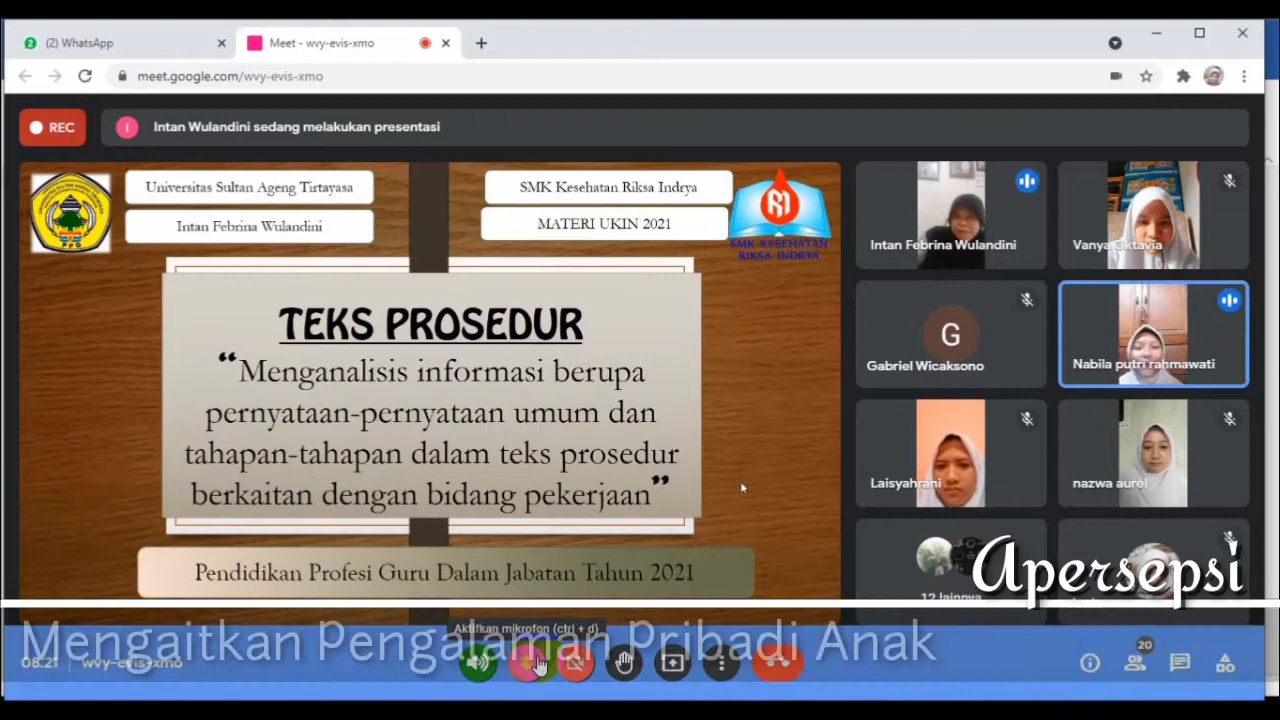 (2) WhatsApp
Meet - wvy-evis-xmo
meet.google.com/wvy-evis-xmo
REC
I
Intan Wulandini sedang melakukan presentasi
Universitas Sultan Ageng Tirtayasa
Intan Febrina Wulandini
SMK Kesehatan Riksa Indrya
MATERI UKIN 2021
SMK KESEHATAN
RIKSA INDRYA
TEKS PROSEDUR
“Menganalisis informasi berupa
pernyataan-pernyataan umum dan
tahapan-tahapan dalam teks prosedur
berkaitan dengan bidang pekerjaan”
Pendidikan Profesi Guru Dalam Jabatan Tahun 2021
Intan Febrina Wulandini
Vanya Oktavia
G
Gabriel Wicaksono
Nabila putri rahmawati
Laisyahrani
nazwa aurel
12 lainnya
Apersepsi
Aktifkan mikrofon (ctrl + d)
Mengaitkan Pengalaman Pribadi Anak
08.21
wvy-evis-xmo
20